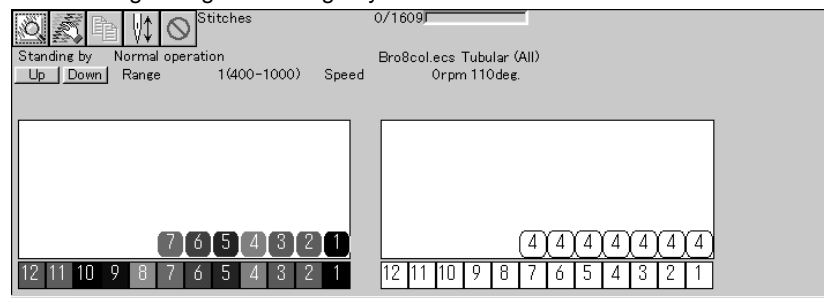 Stitches 0/1609
Standing by Normal operation Bro8col.ecs Tubular (All)
Up Down Range 1(400-1000) Speed 0rpm 110deg.
7 6 5 4 3 2 1 4 4 4 4 4 4 4
12 11 10 9 8 7 6 5 4 3 2 1 12 11 10 9 8 7 6 5 4 3 2 1